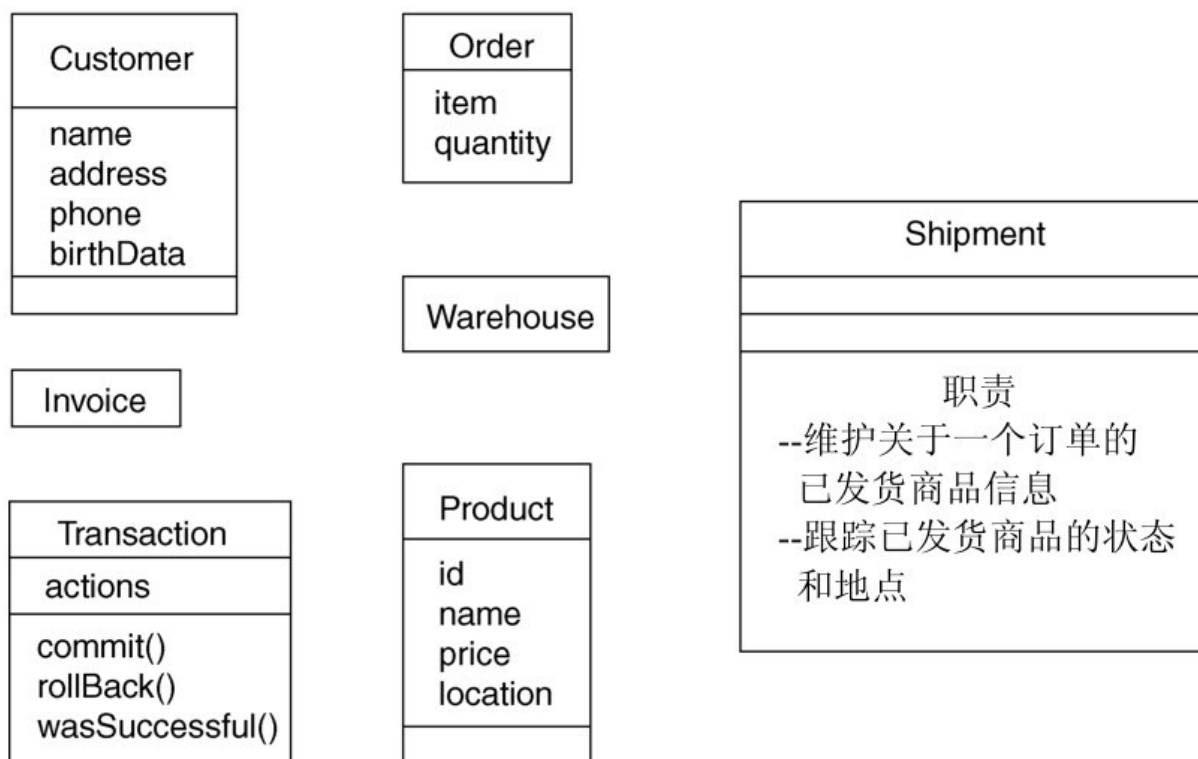 Customer
name
address
phone
birthData
Invoice
Transaction
actions
commit()
rollBack()
wasSuccessful()
Order
item
quantity
Warehouse
Product
id
name
price
location
Shipment
职责
--维护关于一个订单的
已发货商品信息
--跟踪已发货商品的状态
和地点